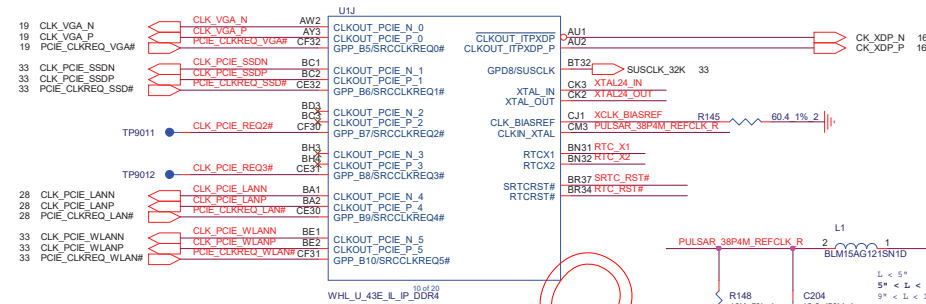 U1J
19 CLK_VGA_N CLK_VGA_N AW2 CLKOUT_PCIE_N_0
19 CLK_VGA_P CLK_VGA_P AY3 CLKOUT_PCIE_P_0
19 PCIE_CLKREQ_VGA# PCIE_CLKREQ_VGA# CF32 GPP_B5/SRCCLKREQ0#
CLKOUT_ITPXDP AU1 CK_XDP_N 16
CLKOUT_ITPXDP_P AU2 CK_XDP_P 16
33 CLK_PCIE_SSDN CLK_PCIE_SSDN BC1 CLKOUT_PCIE_N_1
33 CLK_PCIE_SSDP CLK_PCIE_SSDP BC2 CLKOUT_PCIE_P_1
33 PCIE_CLKREQ_SSD# PCIE_CLKREQ_SSD# CE32 GPP_B6/SRCCLKREQ1#
GPD8/SUSCLK BT32 SUSCLK_32K 33
XTAL_IN CK3 XTAL24_IN
XTAL_OUT CK2 XTAL24_OUT
BD3 CLKOUT_PCIE_N_2
BC3 CLKOUT_PCIE_P_2
TP9011 CLK_PCIE_REQ2# CF30 GPP_B7/SRCCLKREQ2#
CLK_BIASREF CJ1 XCLK_BIASREF R145 60.4 1% 2
CLKIN_XTAL CM3 PULSAR_38P4M_REFCLK_R
BH3 CLKOUT_PCIE_N_3
BH4 CLKOUT_PCIE_P_3
TP9012 CLK_PCIE_REQ3# CE31 GPP_B8/SRCCLKREQ3#
RTCX1 BN31 RTC_X1
RTCX2 BN32 RTC_X2
SRTCRST# BR37 SRTC_RST#
RTCRST# BR34 RTC_RST#
28 CLK_PCIE_LANN CLK_PCIE_LANN BA1 CLKOUT_PCIE_N_4
28 CLK_PCIE_LANP CLK_PCIE_LANP BA2 CLKOUT_PCIE_P_4
28 PCIE_CLKREQ_LAN# PCIE_CLKREQ_LAN# CE30 GPP_B9/SRCCLKREQ4#
33 CLK_PCIE_WLANN CLK_PCIE_WLANN BE1 CLKOUT_PCIE_N_5
33 CLK_PCIE_WLANP CLK_PCIE_WLANP BE2 CLKOUT_PCIE_P_5
33 PCIE_CLKREQ_WLAN# PCIE_CLKREQ_WLAN# CF31 GPP_B10/SRCCLKREQ5#
10 of 20
WHL_U_43E_IL_IP_DDR4
L1
PULSAR_38P4M_REFCLK_R 2 1
BLM15AG121SN1D
L < 5"
5" < L <
9" < L <
R148 C204